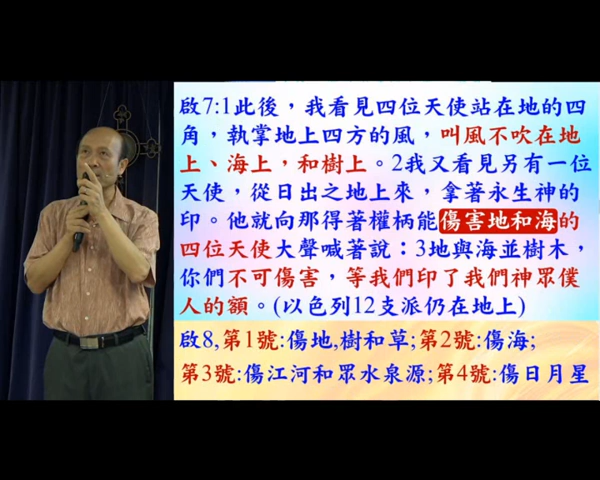 啟7:1此後，我看見四位天使站在地的四
角，執掌地上四方的風，叫風不吹在地
上、海上，和樹上。2我又看見另有一位
天使，從日出之地上來，拿著永生神的
印。他就向那得著權柄能傷害地和海的
四位天使大聲喊著說：3地與海並樹木，
你們不可傷害，等我們印了我們神眾僕
人的額。(以色列12支派仍在地上)
啟8,第1號:傷地,樹和草;第2號:傷海;
第3號:傷江河和眾水泉源;第4號:傷日月星